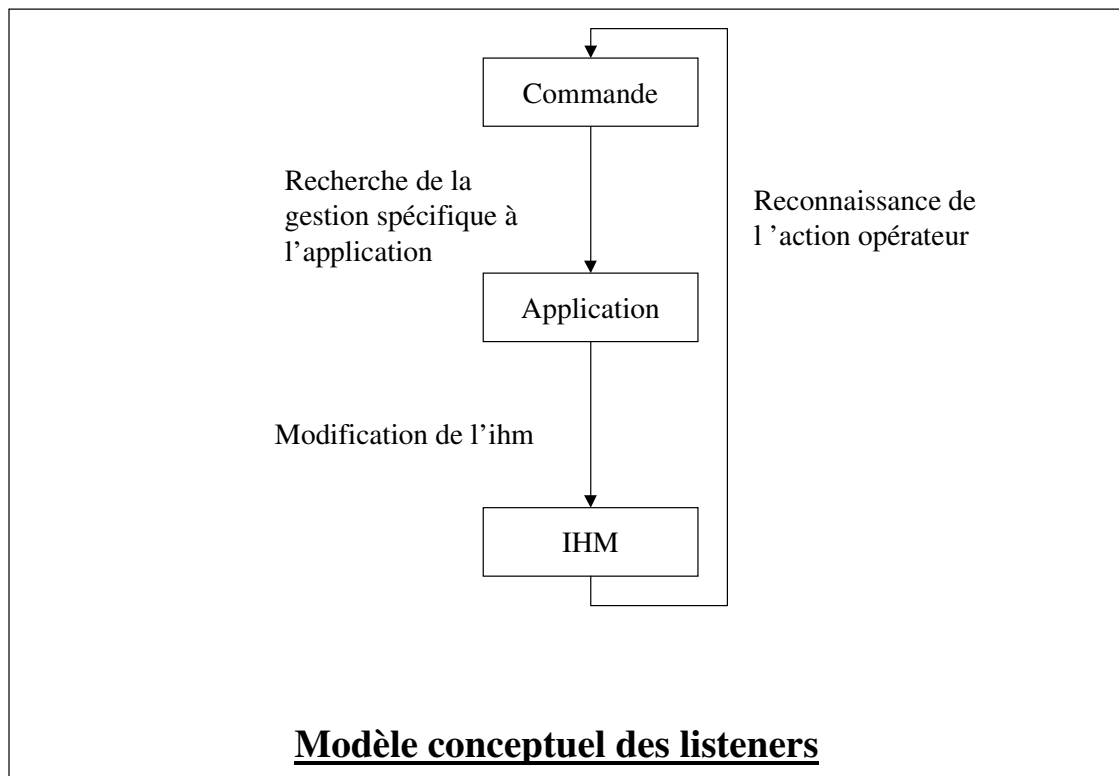 Commande
Recherche de la
gestion spécifique à
l’application
Reconnaissance de
l ’action opérateur
Application
Modification de l’ihm
IHM
Modèle conceptuel des listeners